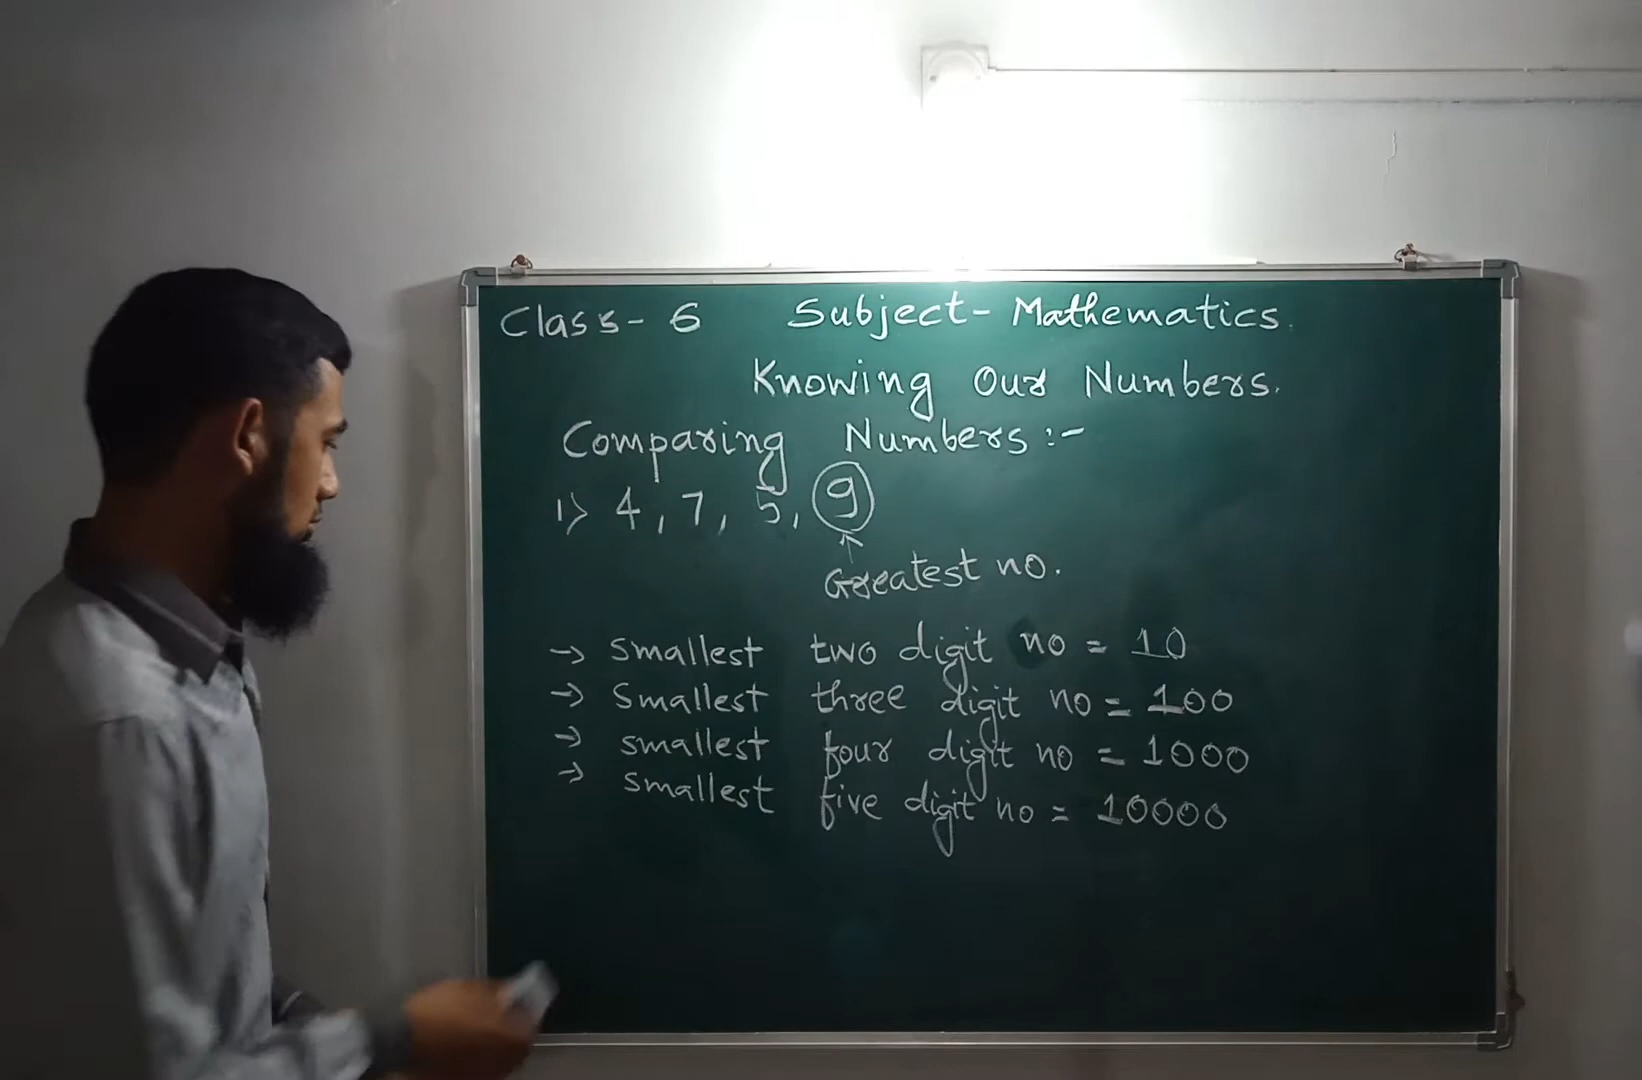 Class - 6 Subject - Mathematics.
Knowing Our Numbers.
Comparing Numbers :-
1) 4, 7, 5, 9
Greatest no.
→ smallest two digit no = 10
→ Smallest three digit no = 100
→ smallest four digit no = 1000
→ smallest five digit no = 10000